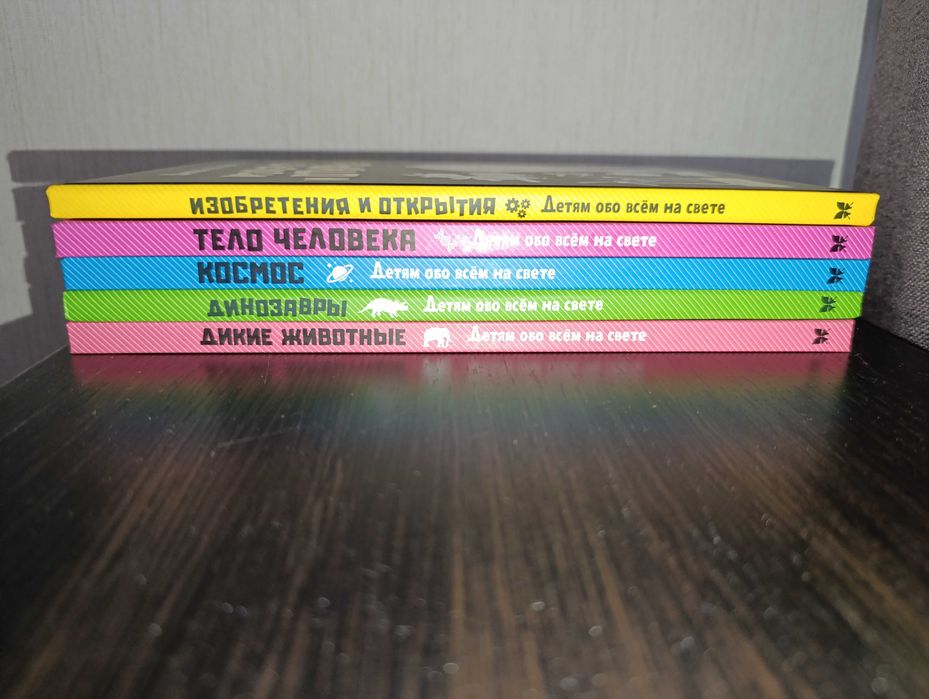 ИЗОБРЕТЕНИЯ И ОТКРЫТИЯ Детям обо всём на свете
ТЕЛО ЧЕЛОВЕКА Детям обо всём на свете
КОСМОС Детям обо всём на свете
ДИНОЗАВРЫ Детям обо всём на свете
ДИКИЕ ЖИВОТНЫЕ Детям обо всём на свете